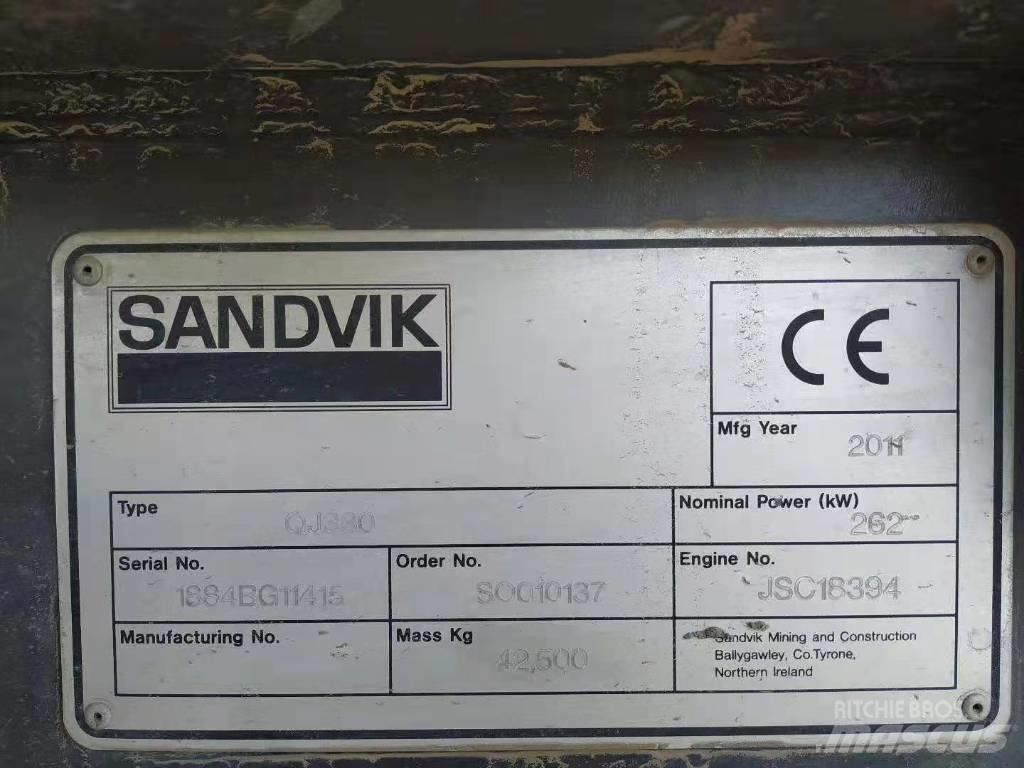 SANDVIK
CE
Mfg Year
2011
Type
Nominal Power (kW)
262
Serial No.
Order No.
Engine No.
1884BG11415
SO010137
JSC18394
Manufacturing No.
Mass Kg
42,500
Sandvik Mining and Construction
Ballygawley, Co.Tyrone,
Northern Ireland
RITCHIE BROS
MASCUS